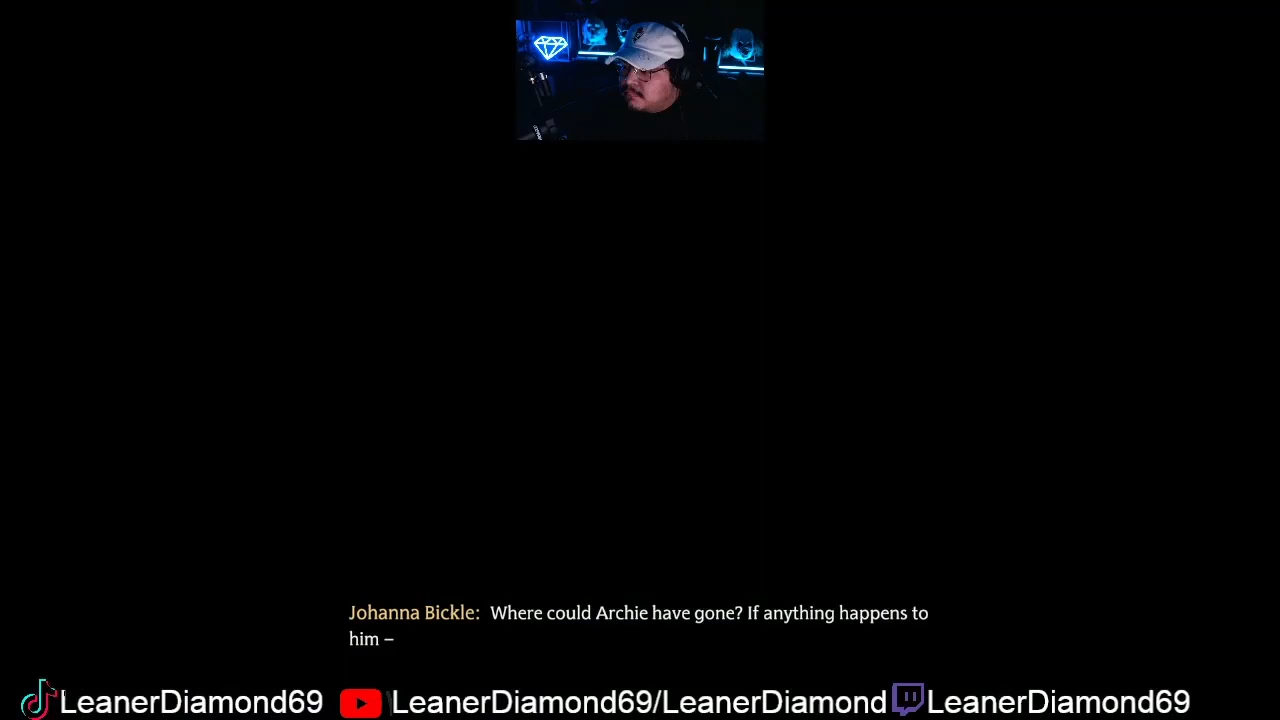 Johanna Bickle: Where could Archie have gone? If anything happens to
him –
LeanerDiamond69 \LeanerDiamond69/LeanerDiamond LeanerDiamond69